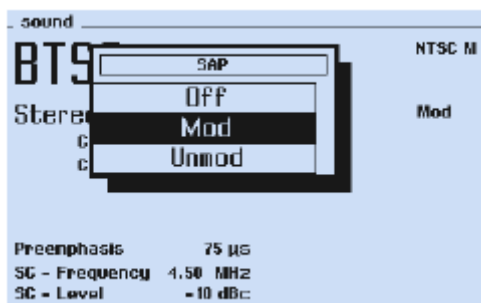 sound
BTS
NTSC M
SAP
Off
Stere
Mod
Mod
C
Unmod
C
Preemphasis 75 µs
SC - Frequency 4.50 MHz
SC - Level -10 dBc